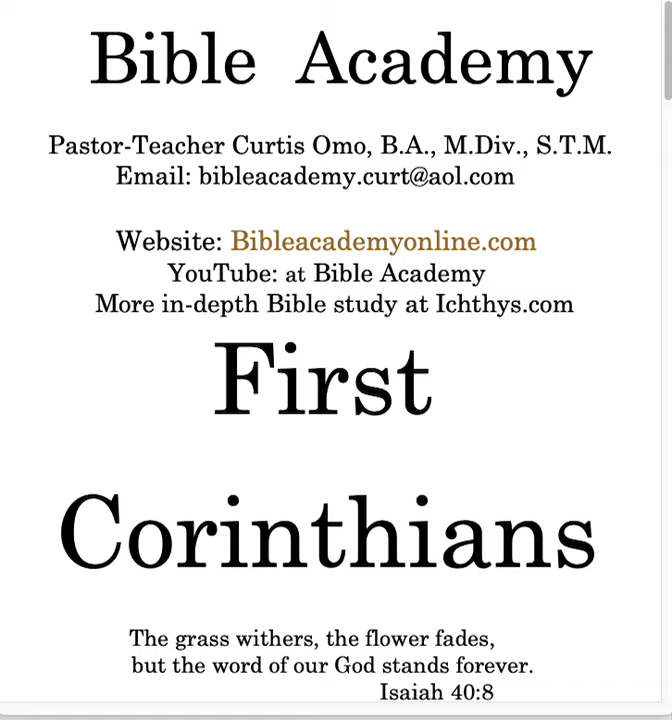 Bible Academy
Pastor-Teacher Curtis Omo, B.A., M.Div., S.T.M.
Email: bibleacademy.curt@aol.com
Website: Bibleacademyonline.com
YouTube: at Bible Academy
More in-depth Bible study at Ichthys.com
First
Corinthians
The grass withers, the flower fades,
but the word of our God stands forever.
Isaiah 40:8